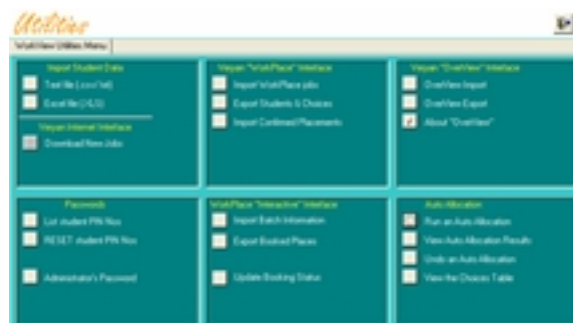 Utilities
WorkView Utilities Menu
Import Student Data
Text file (.csv/.txt)
Excel file (.XLS)
Veryan Internet Interface
Download New Jobs
Veryan "WorkPlace" Interface
Import WorkPlace jobs
Export Students & Choices
Import Confirmed Placements
Veryan "OverView" Interface
OverView Import
OverView Export
About "OverView"
Passwords
List student PIN Nos
RESET student PIN Nos
Administrator's Password
WorkPlace "Interactive" Interface
Import Batch Information
Export Booked Places
Update Booking Status
Auto Allocation
Run an Auto Allocation
View Auto Allocation Results
Undo an Auto Allocation
View the Choices Table